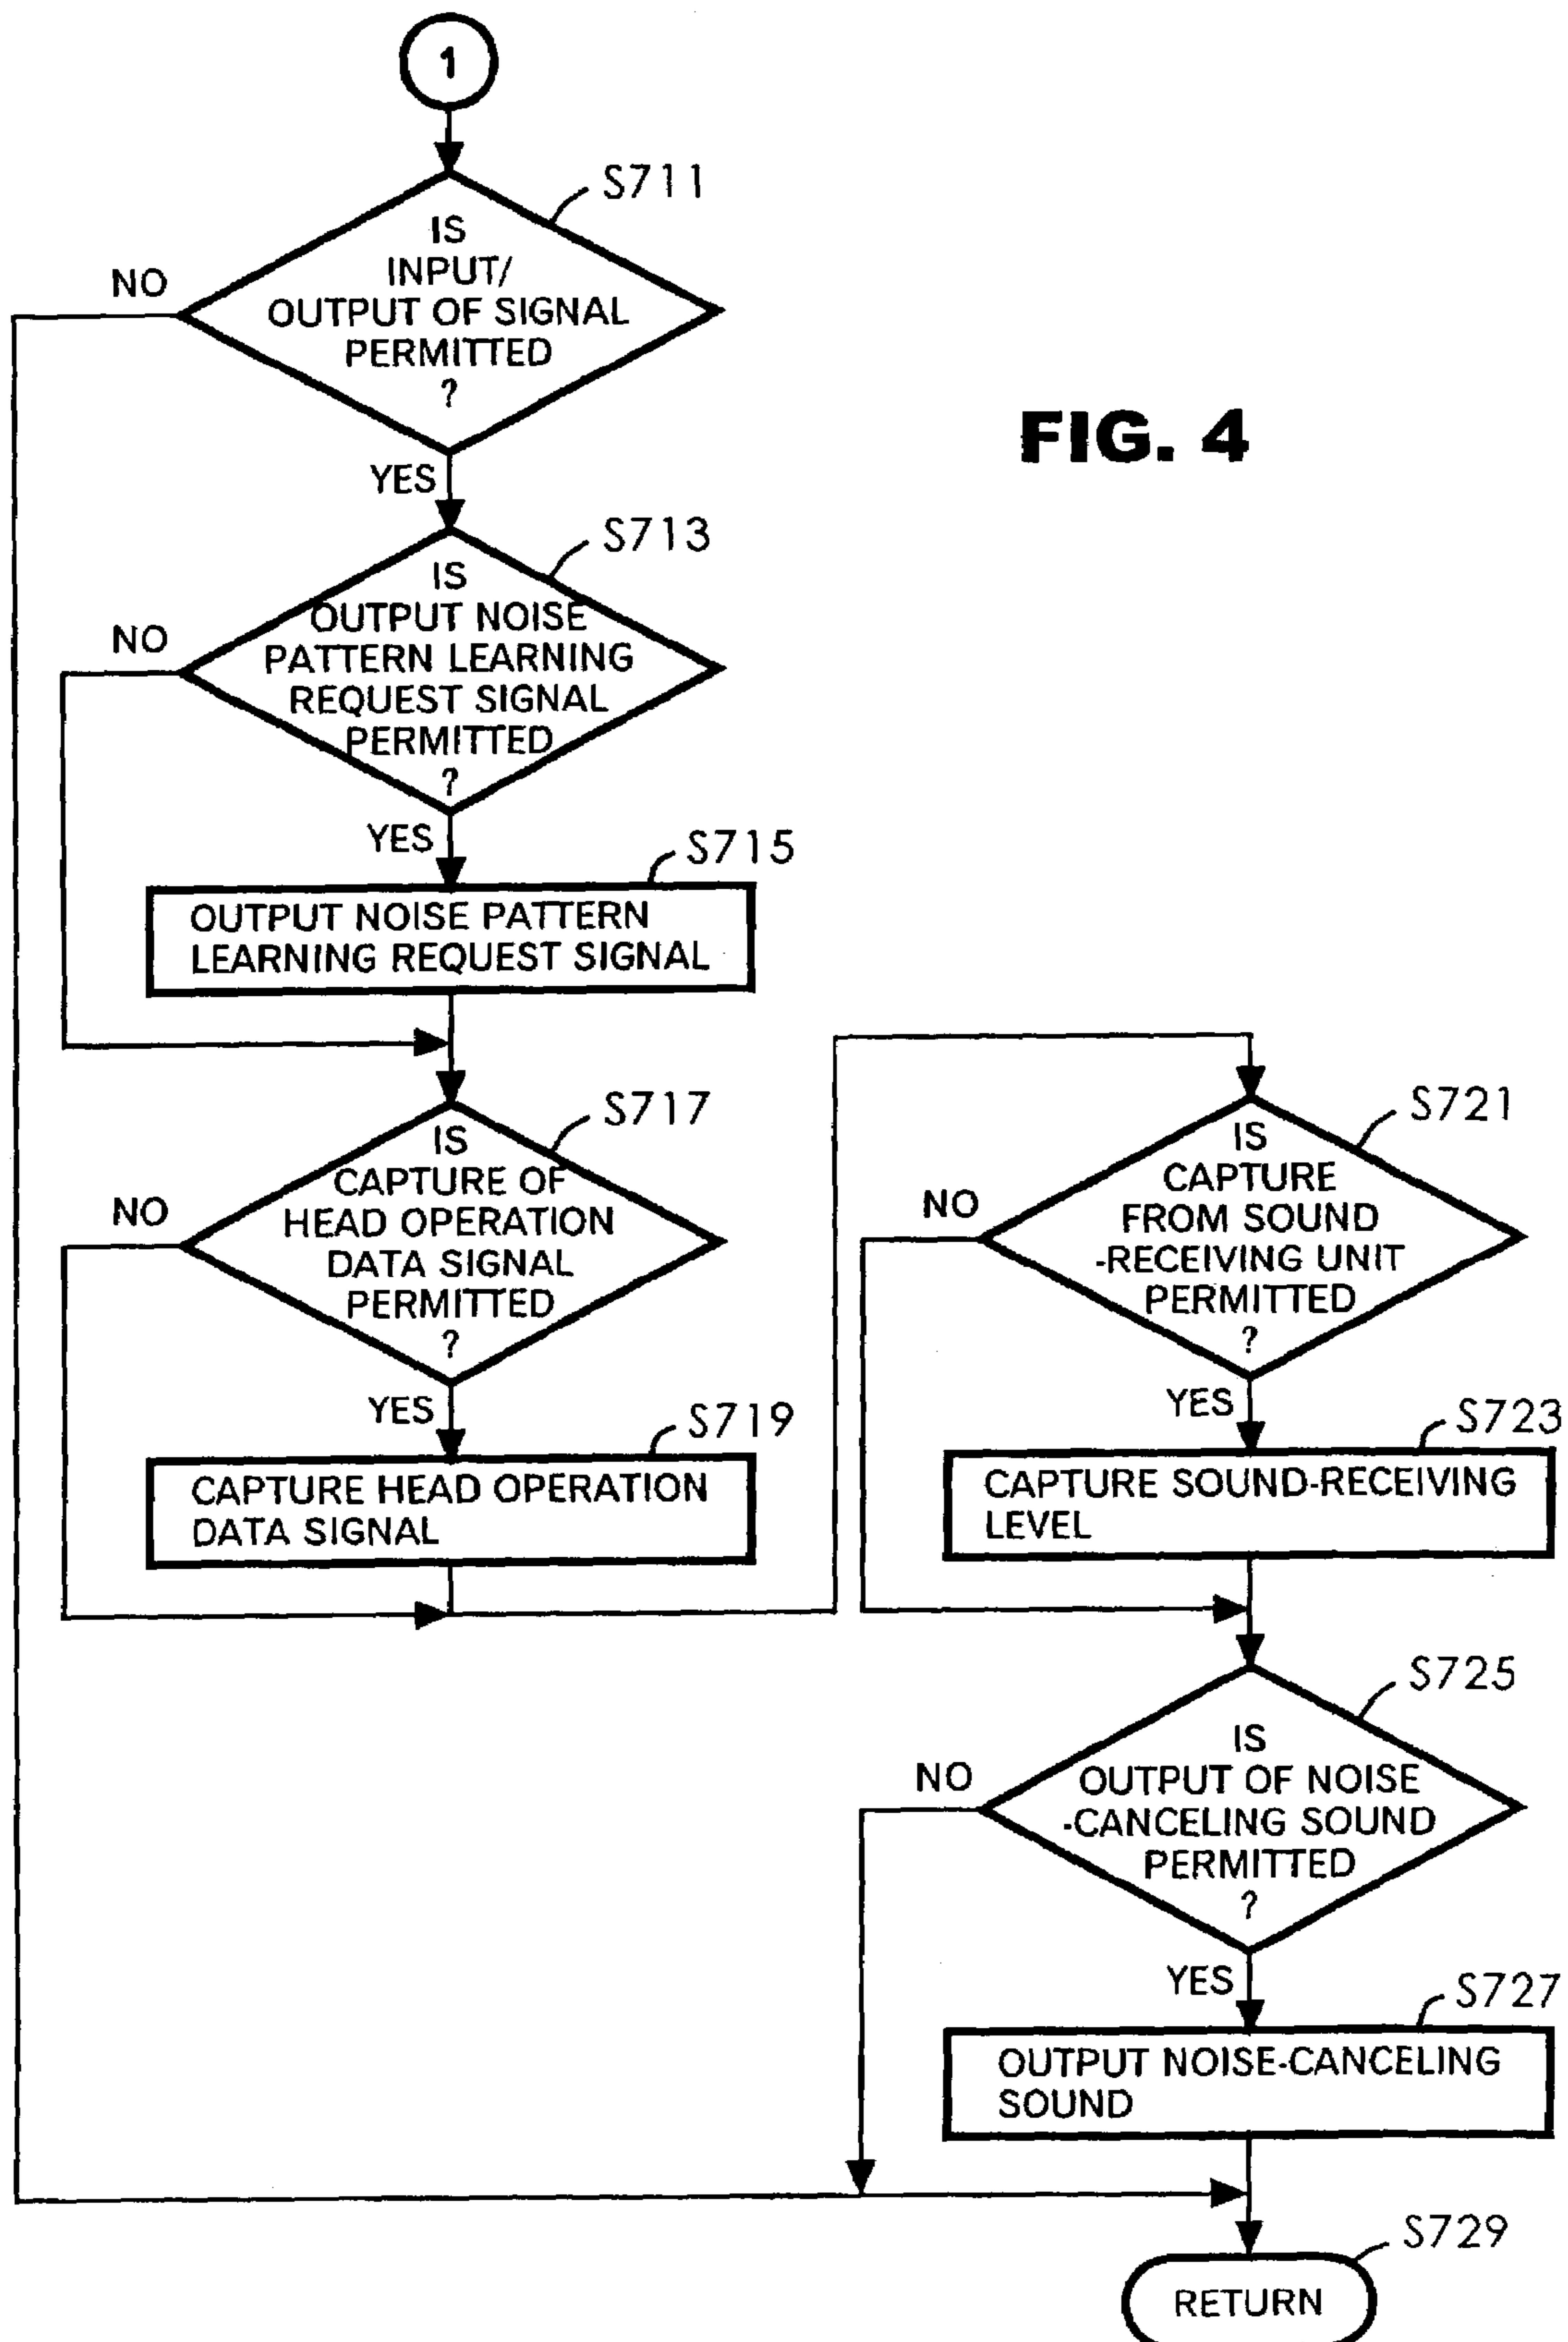 1
S711
IS
INPUT/
OUTPUT OF SIGNAL
PERMITTED
?
NO
YES
FIG. 4
S713
IS
OUTPUT NOISE
PATTERN LEARNING
REQUEST SIGNAL
PERMITTED
?
NO
YES
S715
OUTPUT NOISE PATTERN
LEARNING REQUEST SIGNAL
S717
IS
CAPTURE OF
HEAD OPERATION
DATA SIGNAL
PERMITTED
?
NO
YES
S719
CAPTURE HEAD OPERATION
DATA SIGNAL
S721
IS
CAPTURE
FROM SOUND
-RECEIVING UNIT
PERMITTED
?
NO
YES
S723
CAPTURE SOUND-RECEIVING
LEVEL
S725
IS
OUTPUT OF NOISE
-CANCELING SOUND
PERMITTED
?
NO
YES
S727
OUTPUT NOISE-CANCELING
SOUND
S729
RETURN